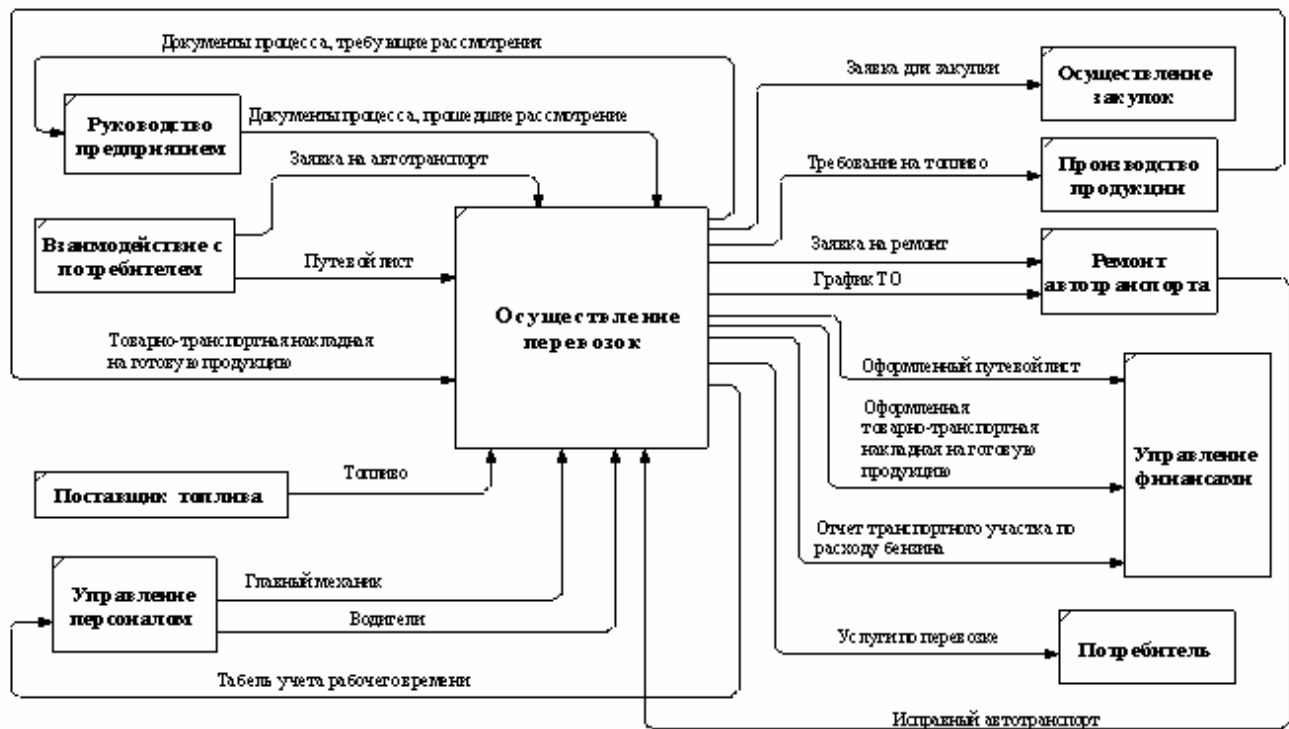 Документы процесса, требующие рассмотрения
Заявка для закупки
Осуществление
закупок
Руководство
предприятием
Документы процесса, прошедшие рассмотрение
Заявка на автотранспорт
Требование на топливо
Производство
продукции
Взаимодействие с
потребителем
Путевой лист
Заявка на ремонт
График ТО
Ремонт
автотранспорта
Осуществление
перевозок
Товарно-транспортная накладная
на готовую продукцию
Оформленный путевой лист
Оформленная
товарно-транспортная
накладная на готовую
продукцию
Управление
финансами
Поставщик топлива
Топливо
Отчет транспортного участка по
расходу бензина
Управление
персоналом
Главный механик
Водители
Услуги по перевозке
Потребитель
Табель учета рабочего времени
Исправный автотранспорт